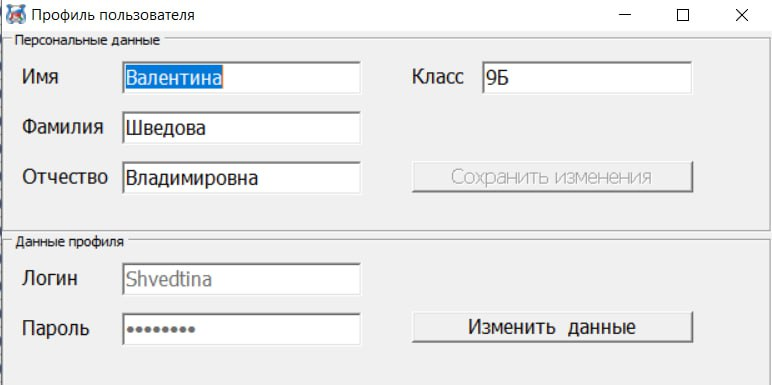 Профиль пользователя
Персональные данные
Имя Валентина Класс 9Б
Фамилия Шведова
Отчество Владимировна Сохранить изменения
Данные профиля
Логин Shvedtina
Пароль ••••••••
Изменить данные